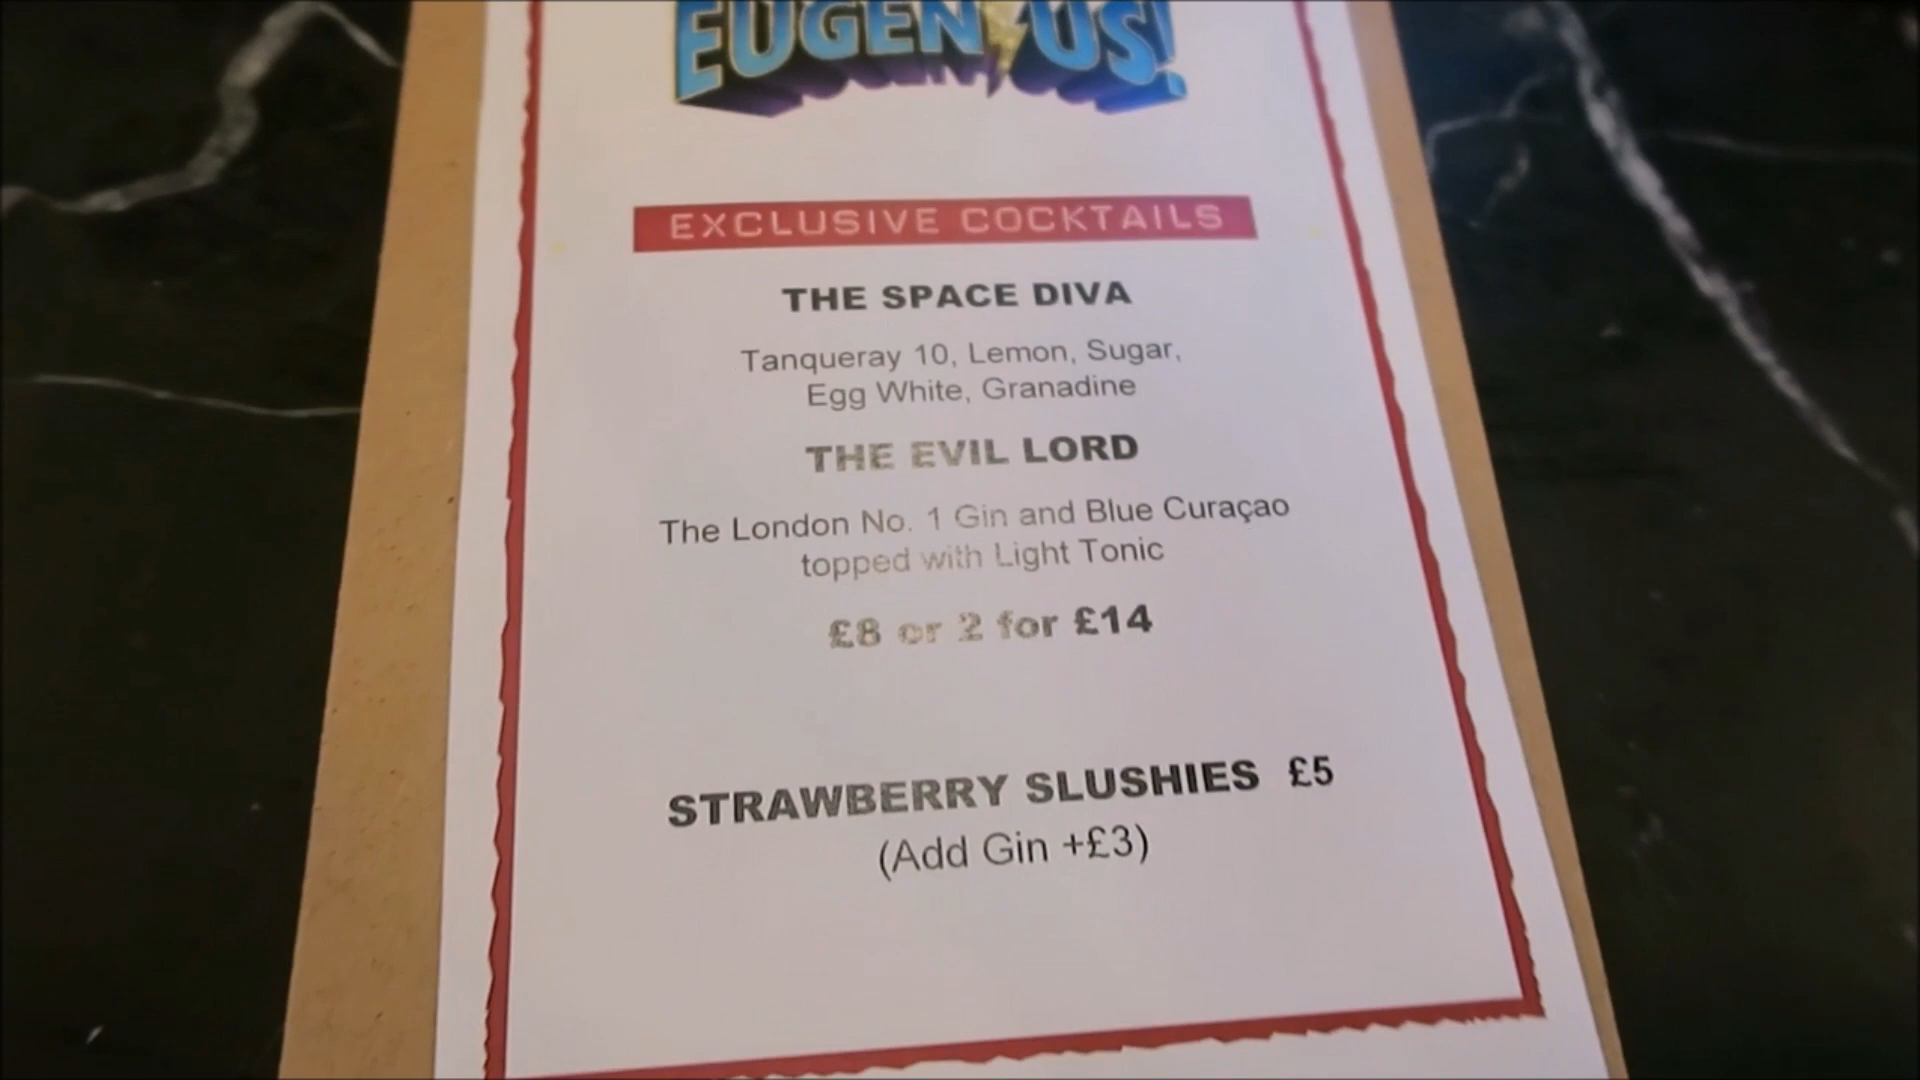 EUGENIUS!
EXCLUSIVE COCKTAILS
THE SPACE DIVA
Tanqueray 10, Lemon, Sugar,
Egg White, Granadine
THE EVIL LORD
The London No. 1 Gin and Blue Curaçao
topped with Light Tonic
£8 or 2 for £14
STRAWBERRY SLUSHIES £5
(Add Gin +£3)